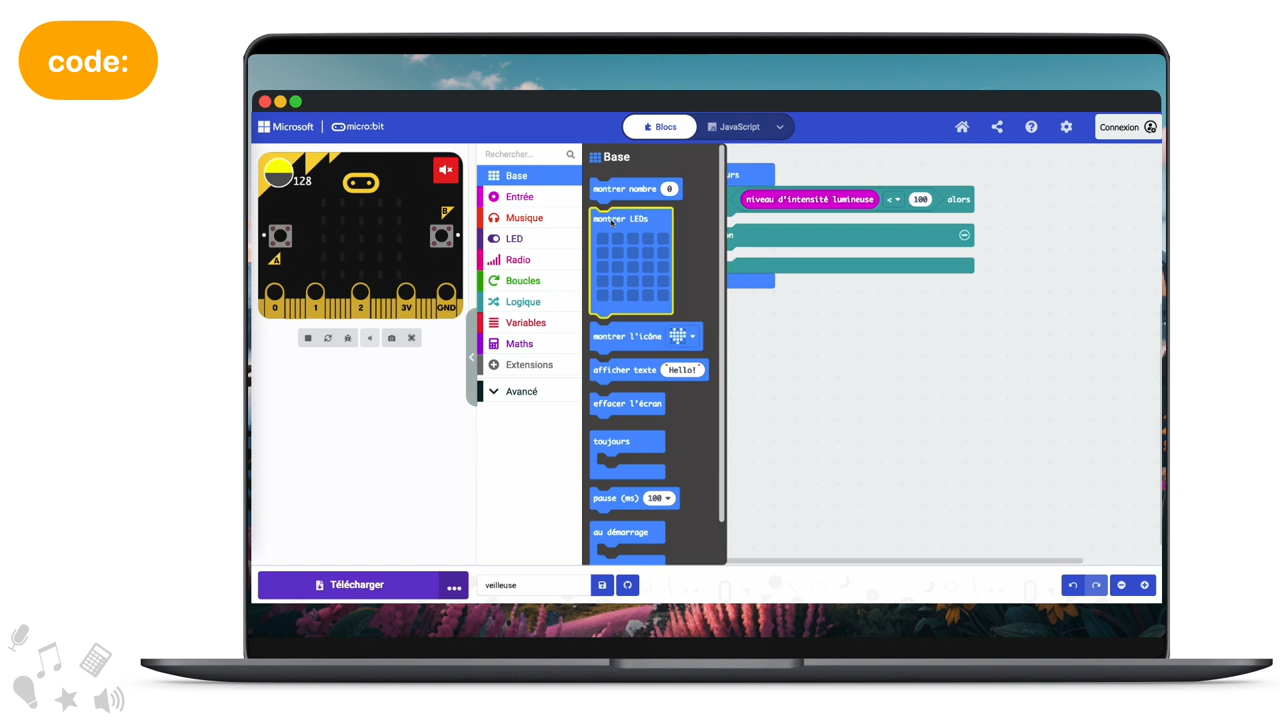 code:
Microsoft
micro:bit
Blocs
JavaScript
Connexion
128
B
A
0
1
2
3V
GND
Rechercher...
Base
Entrée
Musique
LED
Radio
Boucles
Logique
Variables
Maths
Extensions
Avancé
Base
montrer nombre 0
montrer LEDs
montrer l'icône
afficher texte "Hello!"
effacer l'écran
toujours
pause (ms) 100
au démarrage
niveau d'intensité lumineuse < 100 alors
Télécharger
...
veilleuse